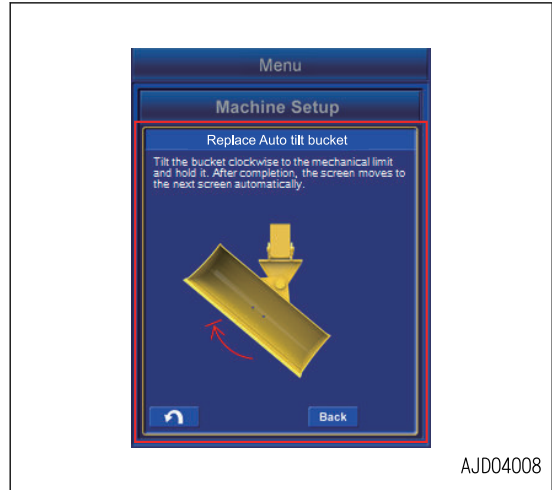 Menu
Machine Setup
Replace Auto tilt bucket
Tilt the bucket clockwise to the mechanical limit
and hold it. After completion, the screen moves to
the next screen automatically.
Back
AJD04008